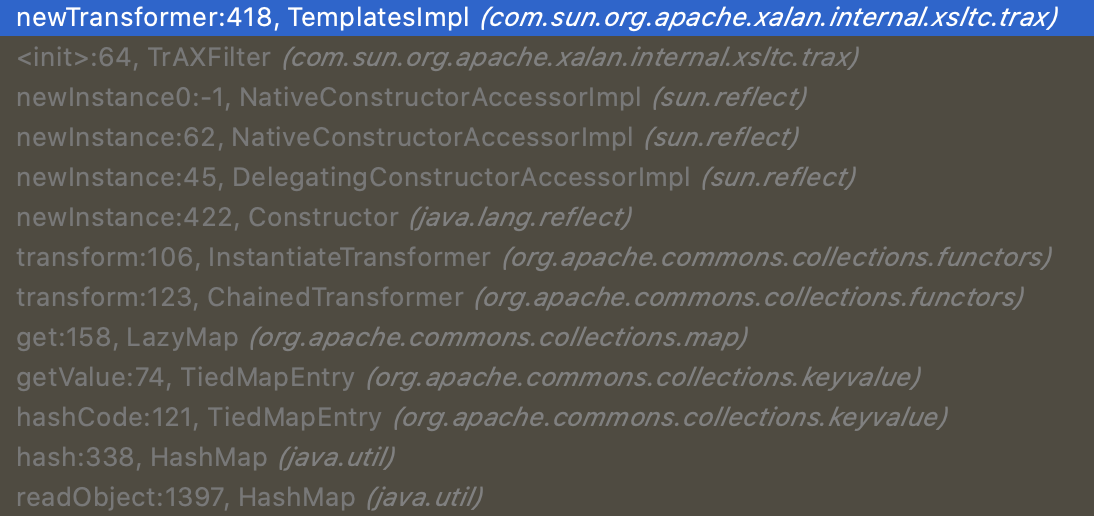 newTransformer:418, TemplatesImpl (com.sun.org.apache.xalan.internal.xsltc.trax)
<init>:64, TrAXFilter (com.sun.org.apache.xalan.internal.xsltc.trax)
newInstance0:-1, NativeConstructorAccessorImpl (sun.reflect)
newInstance:62, NativeConstructorAccessorImpl (sun.reflect)
newInstance:45, DelegatingConstructorAccessorImpl (sun.reflect)
newInstance:422, Constructor (java.lang.reflect)
transform:106, InstantiateTransformer (org.apache.commons.collections.functors)
transform:123, ChainedTransformer (org.apache.commons.collections.functors)
get:158, LazyMap (org.apache.commons.collections.map)
getValue:74, TiedMapEntry (org.apache.commons.collections.keyvalue)
hashCode:121, TiedMapEntry (org.apache.commons.collections.keyvalue)
hash:338, HashMap (java.util)
readObject:1397, HashMap (java.util)